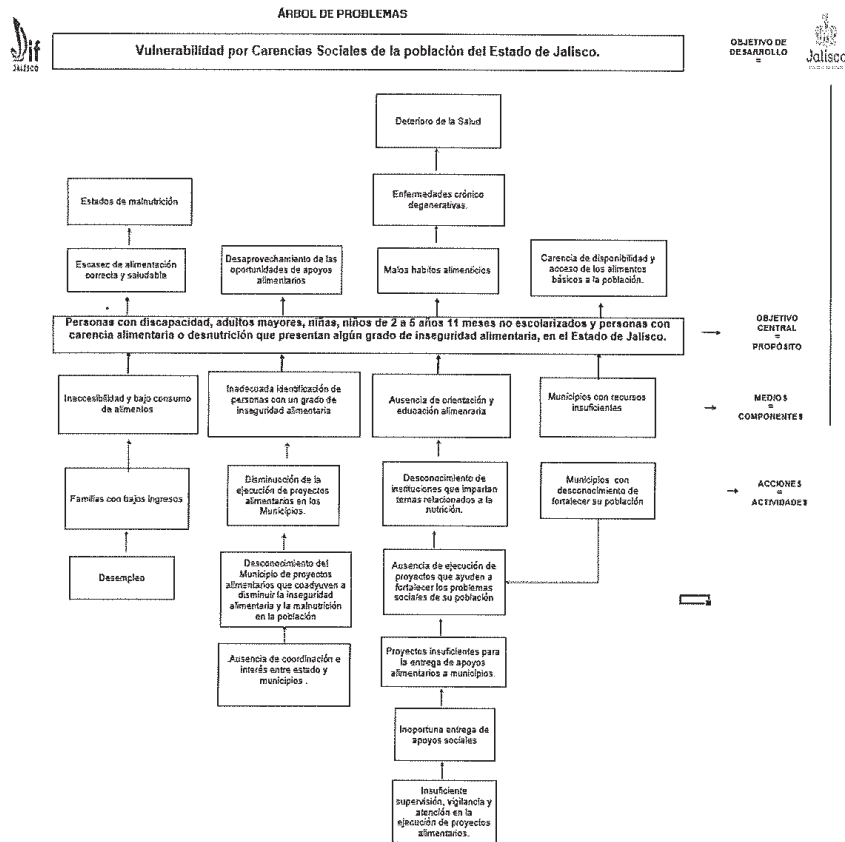 ÁRBOL DE PROBLEMAS
Dif
JALISCO
Vulnerabilidad por Carencias Sociales de la población del Estado de Jalisco.
OBJETIVO DE
DESARROLLO
=
Jalisco
Deterioro de la Salud
Estados de malnutrición
Enfermedades crónico
degenerativas.
Escasez de alimentación
correcta y saludable
Desaprovechamiento de las
oportunidades de apoyos
alimentarios
Malos habitos alimenticios
Carencia de disponibilidad y
acceso de los alimentos
básicos a la población.
Personas con discapacidad, adultos mayores, niñas, niños de 2 a 5 años 11 meses no escolarizados y personas con
carencia alimentaria o desnutrición que presentan algún grado de inseguridad alimentaria, en el Estado de Jalisco.
OBJETIVO
CENTRAL
=
PROPÓSITO
Inaccesibilidad y bajo consumo
de alimentos
Inadecuada identificación de
personas con un grado de
inseguridad alimentaria
Ausencia de orientación y
educación alimenraria
Municipios con recursos
insuficientes
MEDIOS
=
COMPONENTES
Familias con bajos ingresos
Disminucción de la
ejecución de proyectos
alimentarios en los
Municipios.
Desconocimiento de
instituciones que impartan
temas relacionados a la
nutrición.
Municipios con
desconocimiento de
fortalecer su población
ACCIONES
=
ACTIVIDADES
Desempleo
Desconocimiento del
Municipio de proyectos
alimentarios que coadyuven a
disminuir la inseguridad
alimentaria y la malnutrición
en la población
Ausencia de ejecución de
proyectos que ayuden a
fortalecer los problemas
sociales de su población
Ausencia de coordinación e
interés entre estado y
municipios .
Proyectos insuficientes para
la entrega de apoyos
alimentarios a municipios.
Inoportuna entrega de
apoyos sociales
Insuficiente
supervisión, vigilancia y
atención en la
ejecución de proyectos
alimentarios.